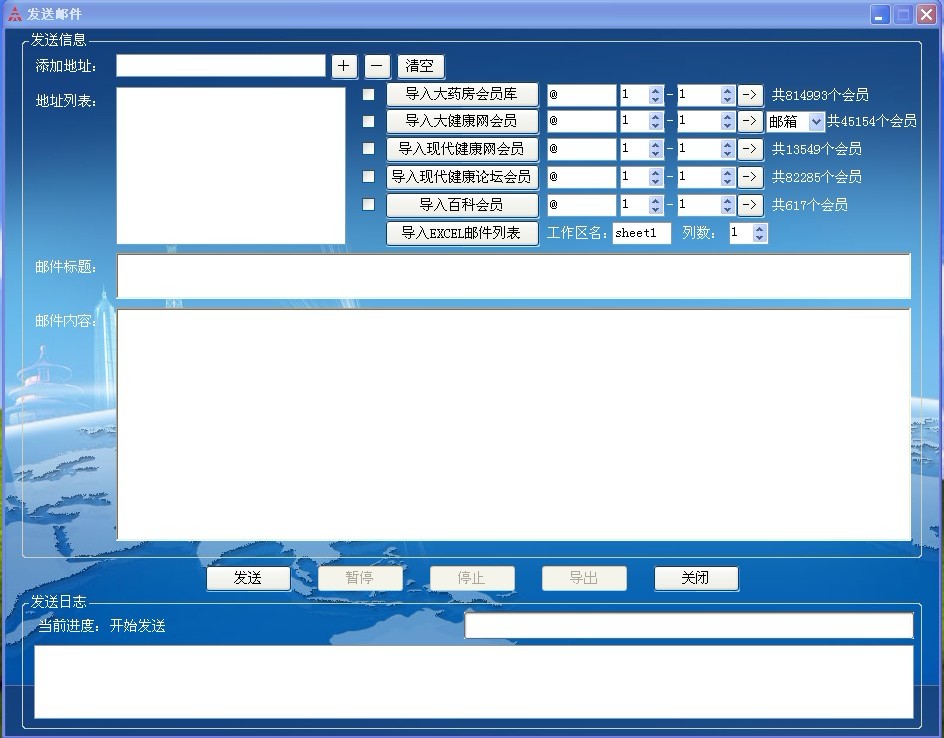 发送邮件
发送信息
添加地址： + － 清空
地址列表： 导入大药房会员库 @ 1 - 1 -> 共814993个会员
导入大健康网会员 @ 1 - 1 -> 邮箱 共45154个会员
导入现代健康网会员 @ 1 - 1 -> 共13549个会员
导入现代健康论坛会员 @ 1 - 1 -> 共82285个会员
导入百科会员 @ 1 - 1 -> 共617个会员
导入EXCEL邮件列表 工作区名： sheet1 列数： 1
邮件标题：
邮件内容：
发送 暂停 停止 导出 关闭
发送日志
当前进度： 开始发送